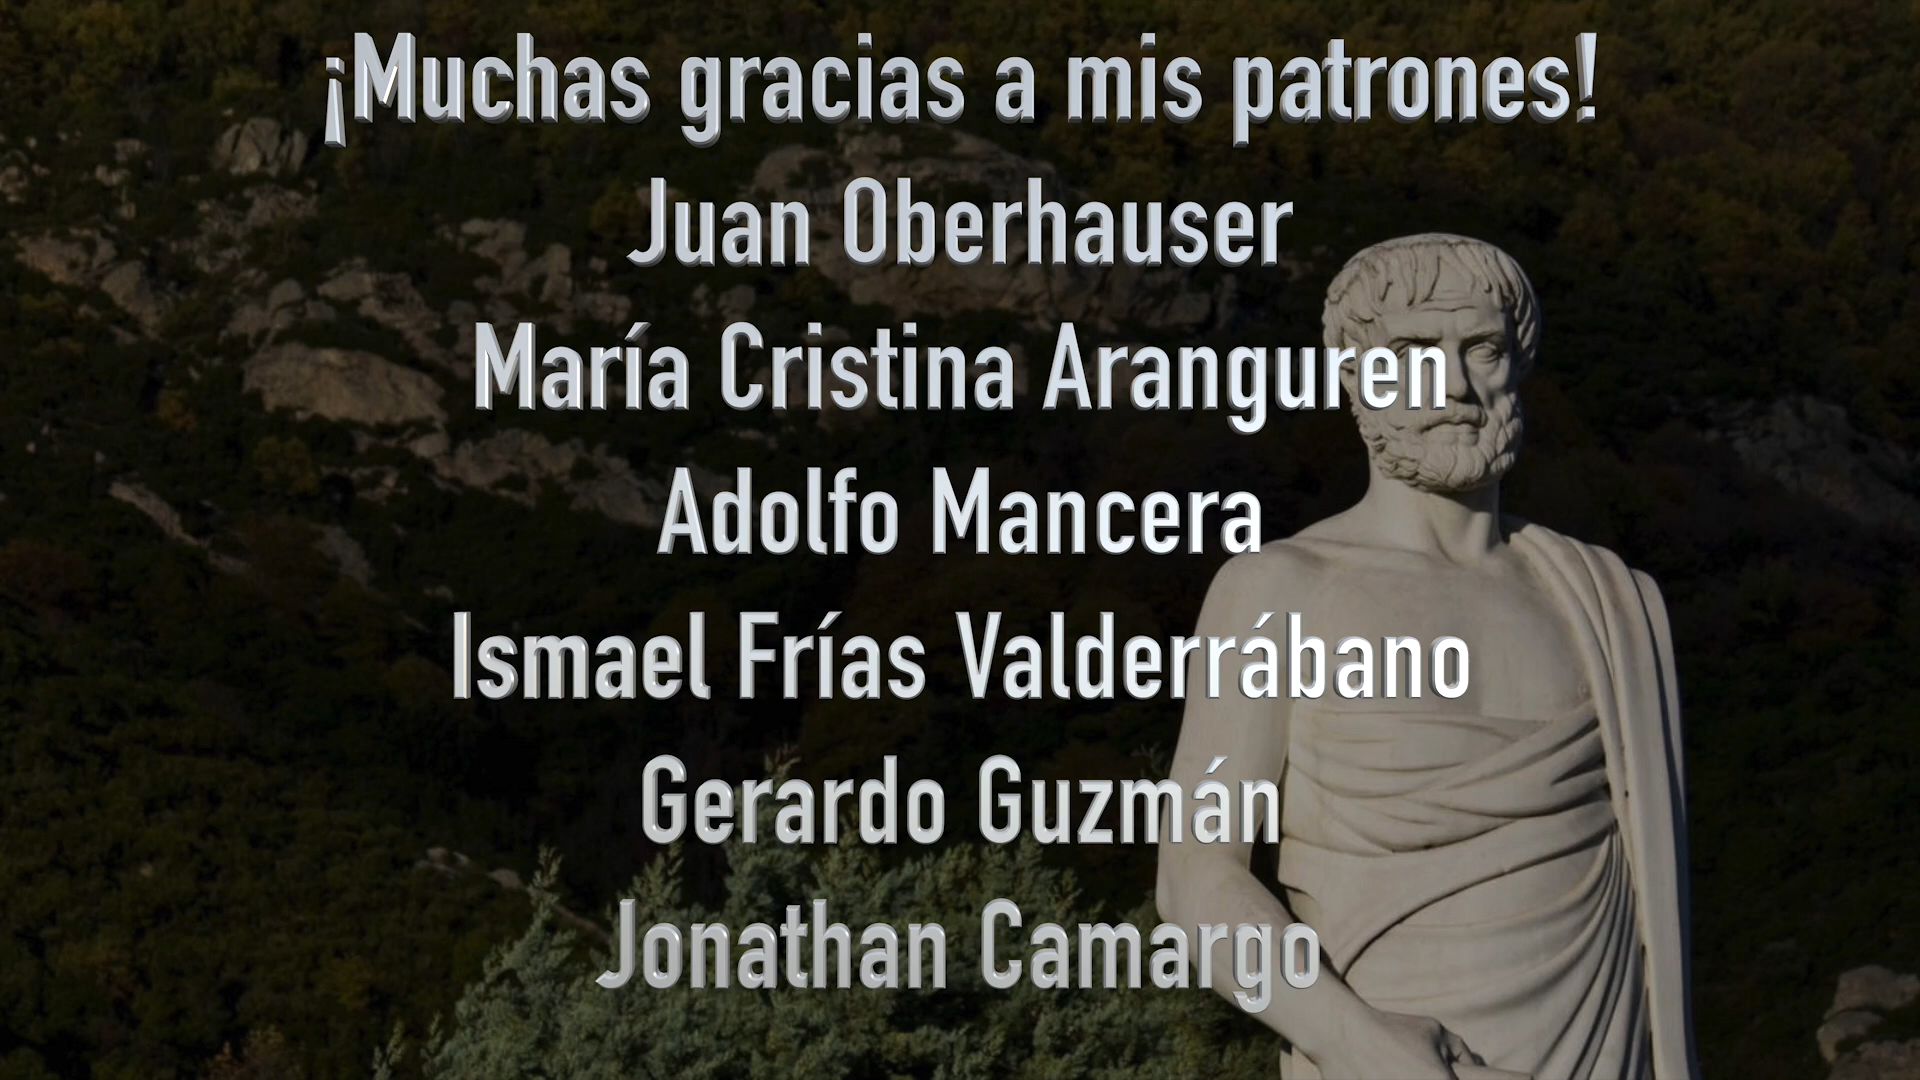 ¡Muchas gracias a mis patrones!
Juan Oberhauser
María Cristina Aranguren
Adolfo Mancera
Ismael Frías Valderrábano
Gerardo Guzmán
Jonathan Camargo